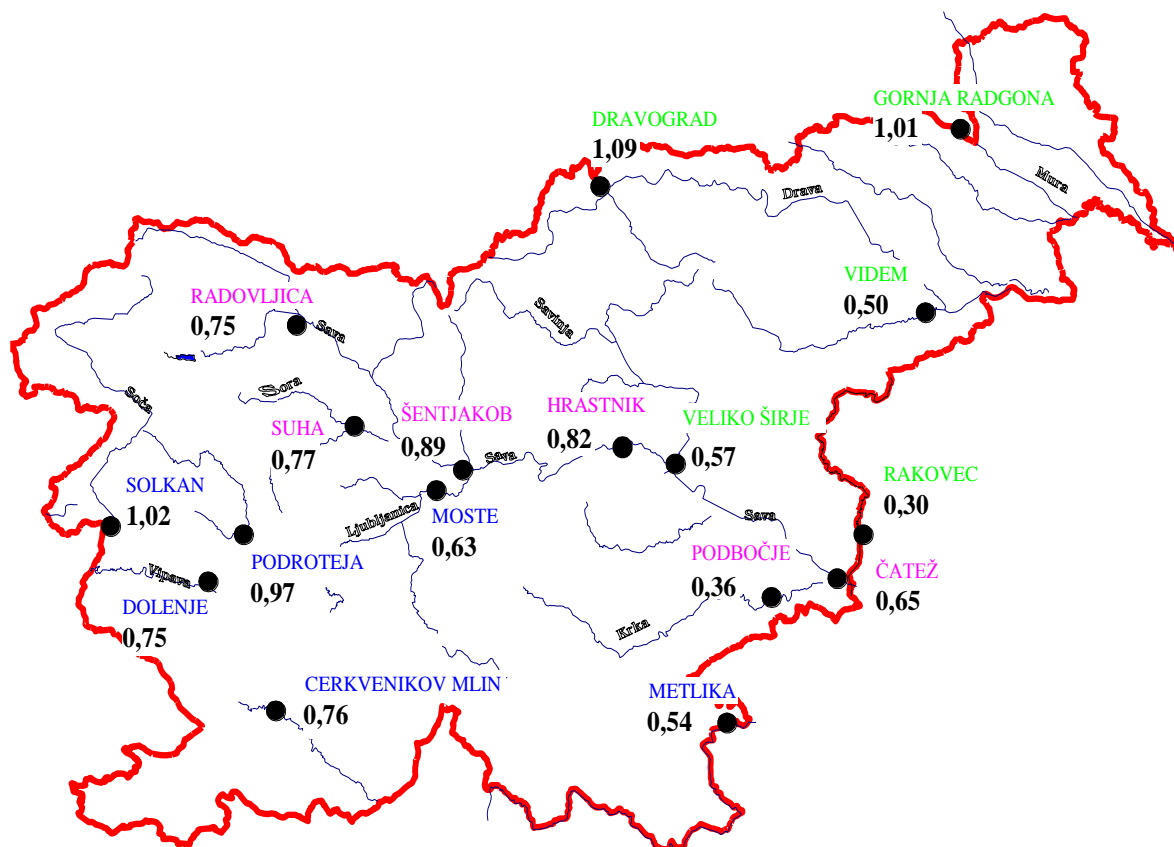 GORNJA RADGONA
1,01
DRAVOGRAD
1,09
Drava
Mura
VIDEM
0,50
RADOVLJICA
0,75
Sava
Savinja
Soča
Sora
SUHA
0,77
ŠENTJAKOB
0,89
Sava
HRASTNIK
0,82
VELIKO ŠIRJE
0,57
RAKOVEC
0,30
SOLKAN
1,02
Ljubljanica
MOSTE
0,63
Sava
PODROTEJA
0,97
Vipava
DOLENJE
0,75
PODBOČJE
0,36
ČATEŽ
0,65
Krka
CERKVENIKOV MLIN
0,76
METLIKA
0,54